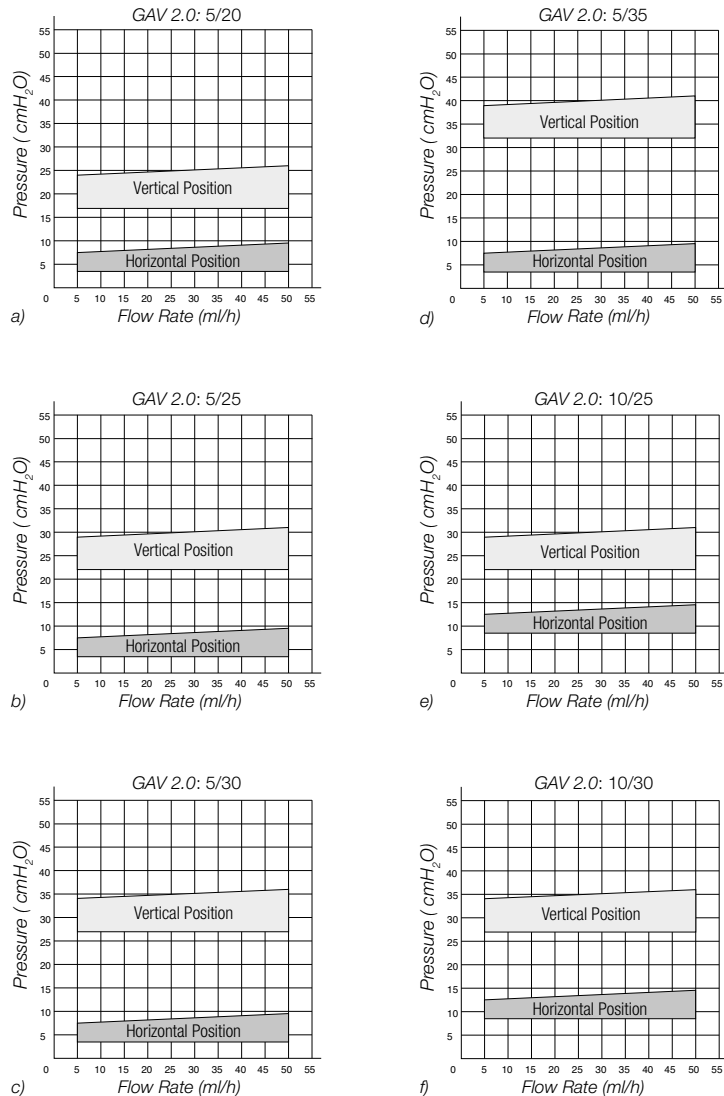 GAV 2.0: 5/20
Pressure ( cmH₂O)
55
50
45
40
35
30
25
20
15
10
5
Vertical Position
Horizontal Position
0 5 10 15 20 25 30 35 40 45 50 55
a) Flow Rate (ml/h)
GAV 2.0: 5/35
Pressure ( cmH₂O)
55
50
45
40
35
30
25
20
15
10
5
Vertical Position
Horizontal Position
0 5 10 15 20 25 30 35 40 45 50 55
d) Flow Rate (ml/h)
GAV 2.0: 5/25
Pressure ( cmH₂O)
55
50
45
40
35
30
25
20
15
10
5
Vertical Position
Horizontal Position
0 5 10 15 20 25 30 35 40 45 50 55
b) Flow Rate (ml/h)
GAV 2.0: 10/25
Pressure ( cmH₂O)
55
50
45
40
35
30
25
20
15
10
5
Vertical Position
Horizontal Position
0 5 10 15 20 25 30 35 40 45 50 55
e) Flow Rate (ml/h)
GAV 2.0: 5/30
Pressure ( cmH₂O)
55
50
45
40
35
30
25
20
15
10
5
Vertical Position
Horizontal Position
0 5 10 15 20 25 30 35 40 45 50 55
c) Flow Rate (ml/h)
GAV 2.0: 10/30
Pressure ( cmH₂O)
55
50
45
40
35
30
25
20
15
10
5
Vertical Position
Horizontal Position
0 5 10 15 20 25 30 35 40 45 50 55
f) Flow Rate (ml/h)